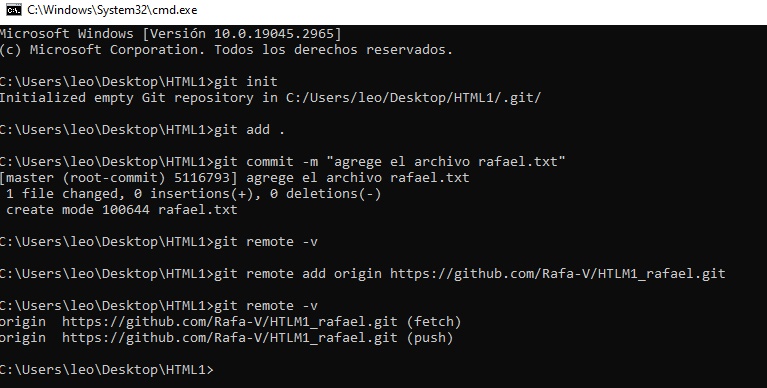 C:\Windows\System32\cmd.exe
Microsoft Windows [Versión 10.0.19045.2965]
(c) Microsoft Corporation. Todos los derechos reservados.
C:\Users\leo\Desktop\HTML1>git init
Initialized empty Git repository in C:/Users/leo/Desktop/HTML1/.git/
C:\Users\leo\Desktop\HTML1>git add .
C:\Users\leo\Desktop\HTML1>git commit -m "agrege el archivo rafael.txt"
[master (root-commit) 5116793] agrege el archivo rafael.txt
1 file changed, 0 insertions(+), 0 deletions(-)
create mode 100644 rafael.txt
C:\Users\leo\Desktop\HTML1>git remote -v
C:\Users\leo\Desktop\HTML1>git remote add origin https://github.com/Rafa-V/HTLM1_rafael.git
C:\Users\leo\Desktop\HTML1>git remote -v
origin  https://github.com/Rafa-V/HTLM1_rafael.git (fetch)
origin  https://github.com/Rafa-V/HTLM1_rafael.git (push)
C:\Users\leo\Desktop\HTML1>